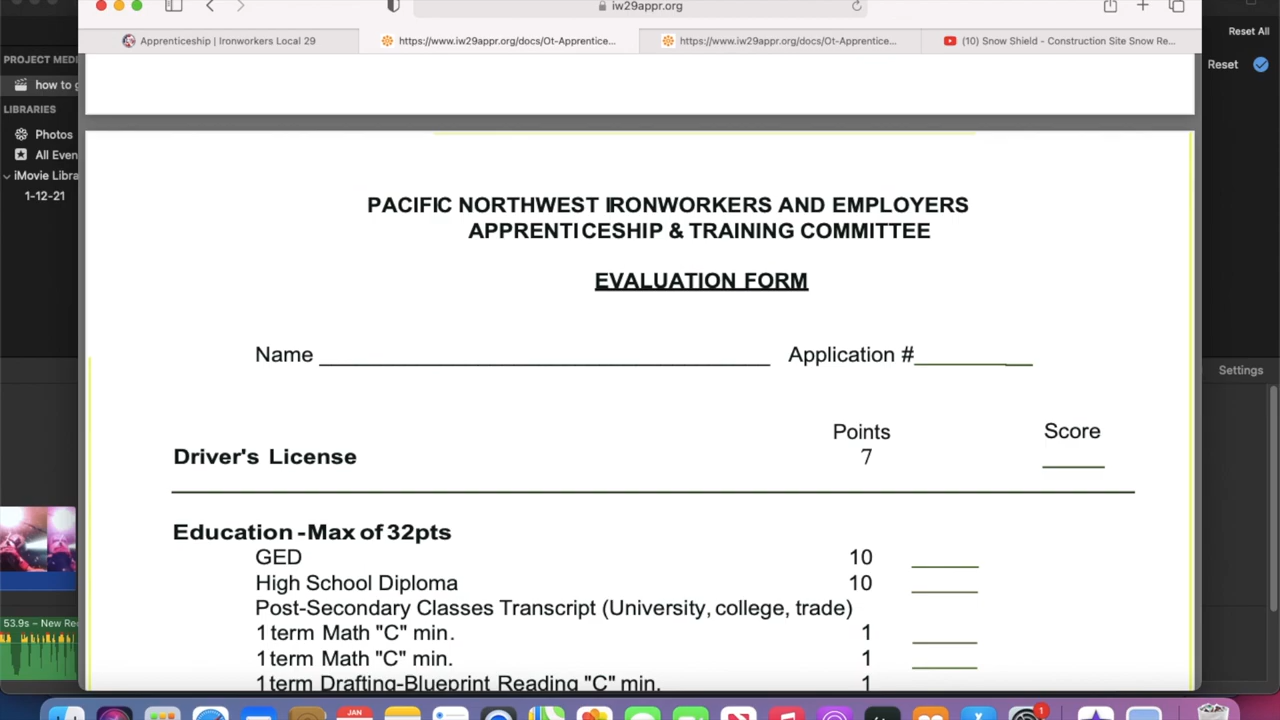 Reset All
iw29appr.org
Apprenticeship | Ironworkers Local 29
https://www.iw29appr.org/docs/Ot-Apprentice...
https://www.iw29appr.org/docs/Ot-Apprentice...
(10) Snow Shield - Construction Site Snow Re...
PROJECT MEDI
Reset
how to g
LIBRARIES
Photos
All Even
iMovie Libra
1-12-21
PACIFIC NORTHWEST IRONWORKERS AND EMPLOYERS
APPRENTICESHIP & TRAINING COMMITTEE
EVALUATION FORM
Name Application #
Settings
Points Score
Driver's License 7
Education -Max of 32pts
GED 10
High School Diploma 10
Post-Secondary Classes Transcript (University, college, trade)
1 term Math "C" min. 1
1 term Math "C" min. 1
1 term Drafting-Blueprint Reading "C" min. 1
53.9s – New Rec
JAN
1